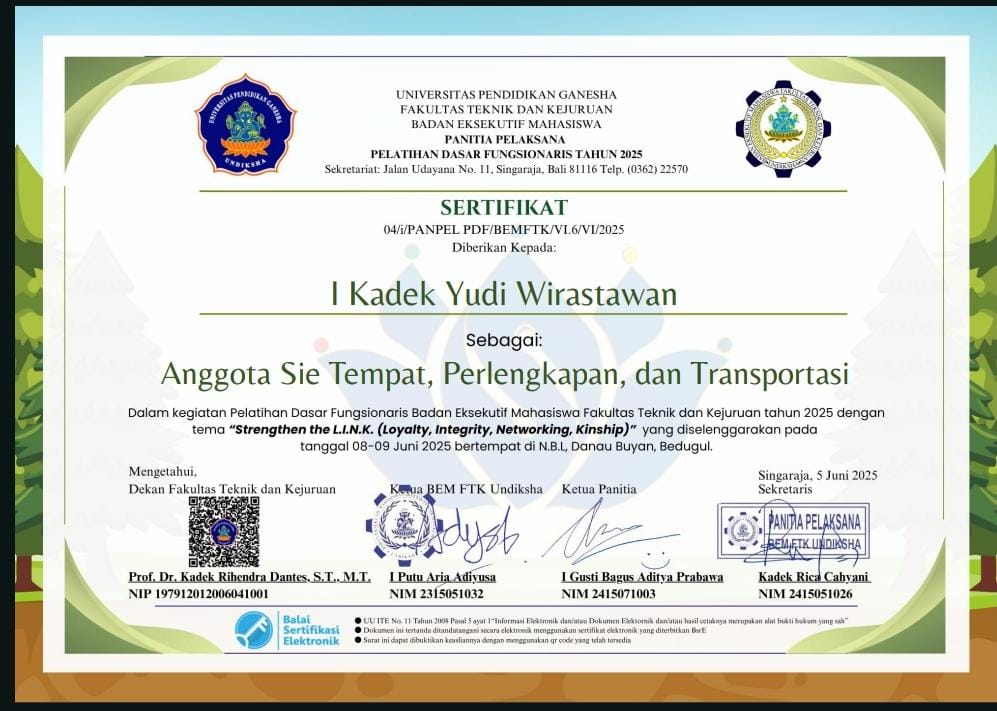 UNIVERSITAS PENDIDIKAN GANESHA
UNDIKSHA
UNIVERSITAS PENDIDIKAN GANESHA
FAKULTAS TEKNIK DAN KEJURUAN
BADAN EKSEKUTIF MAHASISWA
PANITIA PELAKSANA
PELATIHAN DASAR FUNGSIONARIS TAHUN 2025
Sekretariat: Jalan Udayana No. 11, Singaraja, Bali 81116 Telp. (0362) 22570
SERTIFIKAT
04/i/PANPEL PDF/BEMFTK/VI.6/VI/2025
Diberikan Kepada:
I Kadek Yudi Wirastawan
Sebagai:
Anggota Sie Tempat, Perlengkapan, dan Transportasi
Dalam kegiatan Pelatihan Dasar Fungsionaris Badan Eksekutif Mahasiswa Fakultas Teknik dan Kejuruan tahun 2025 dengan
tema “Strengthen the L.I.N.K. (Loyalty, Integrity, Networking, Kinship)” yang diselenggarakan pada
tanggal 08-09 Juni 2025 bertempat di N.B.L, Danau Buyan, Bedugul.
Mengetahui,
Dekan Fakultas Teknik dan Kejuruan
BEM FTK Undiksha
Ketua Panitia
Singaraja, 5 Juni 2025
Sekretaris
PANITIA PELAKSANA
BEM FTK UNDIKSHA
Prof. Dr. Kadek Rihendra Dantes, S.T., M.T.
NIP 197912012006041001
I Putu Aria Adiyusa
NIM 2315051032
I Gusti Bagus Aditya Prabawa
NIM 2415071003
Kadek Rica Cahyani
NIM 2415051026
Balai
Sertifikasi
Elektronik
● UU ITE No. 11 Tahun 2008 Pasal 5 ayat 1“Informasi Elektronik dan/atau Dokumen Elektornik dan/atau hasil cetaknya merapakan alat bukti hukum yang sah”
● Dokumen ini tertanda ditandatangani secara elektronik menggunakan sertifikat elektronik yang diterbitkan BsrE
● Surat ini dapat dibuktikan kcasliannya dengan menggunakan qr code yang telah tersedia